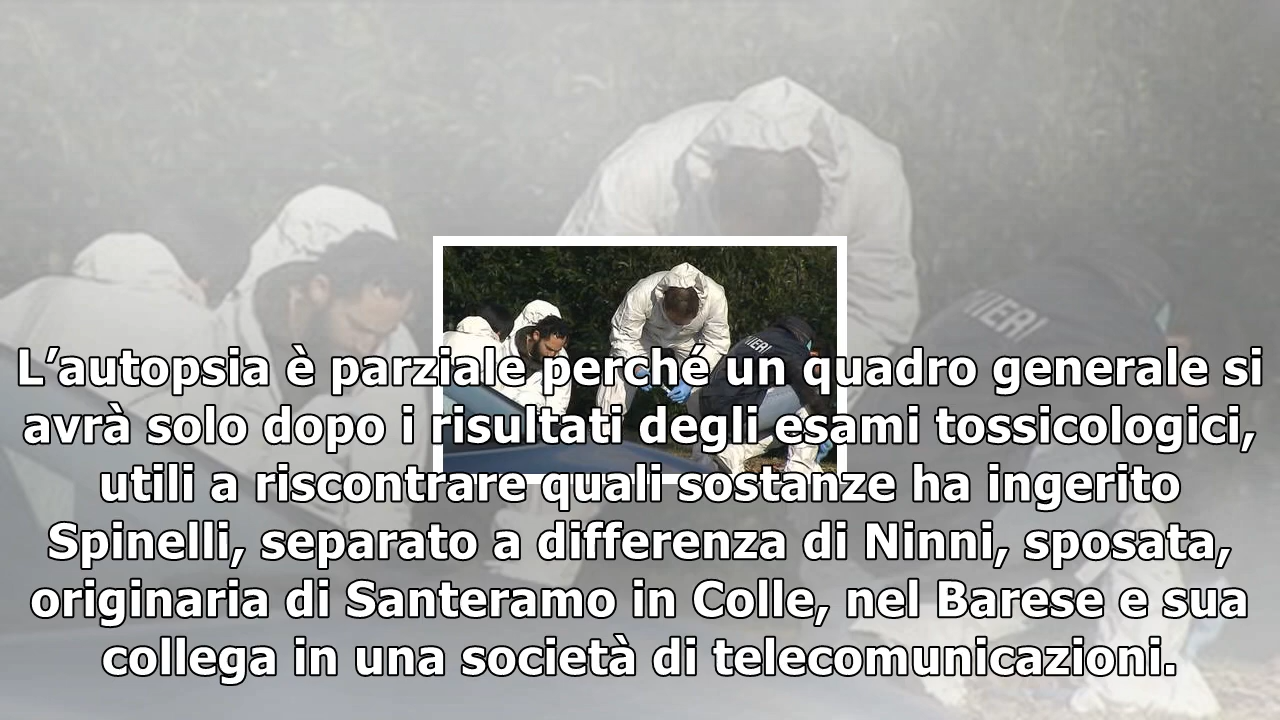 NIERI
NIERI
L’autopsia è parziale perché un quadro generale si
avrà solo dopo i risultati degli esami tossicologici,
utili a riscontrare quali sostanze ha ingerito
Spinelli, separato a differenza di Ninni, sposata,
originaria di Santeramo in Colle, nel Barese e sua
collega in una società di telecomunicazioni.